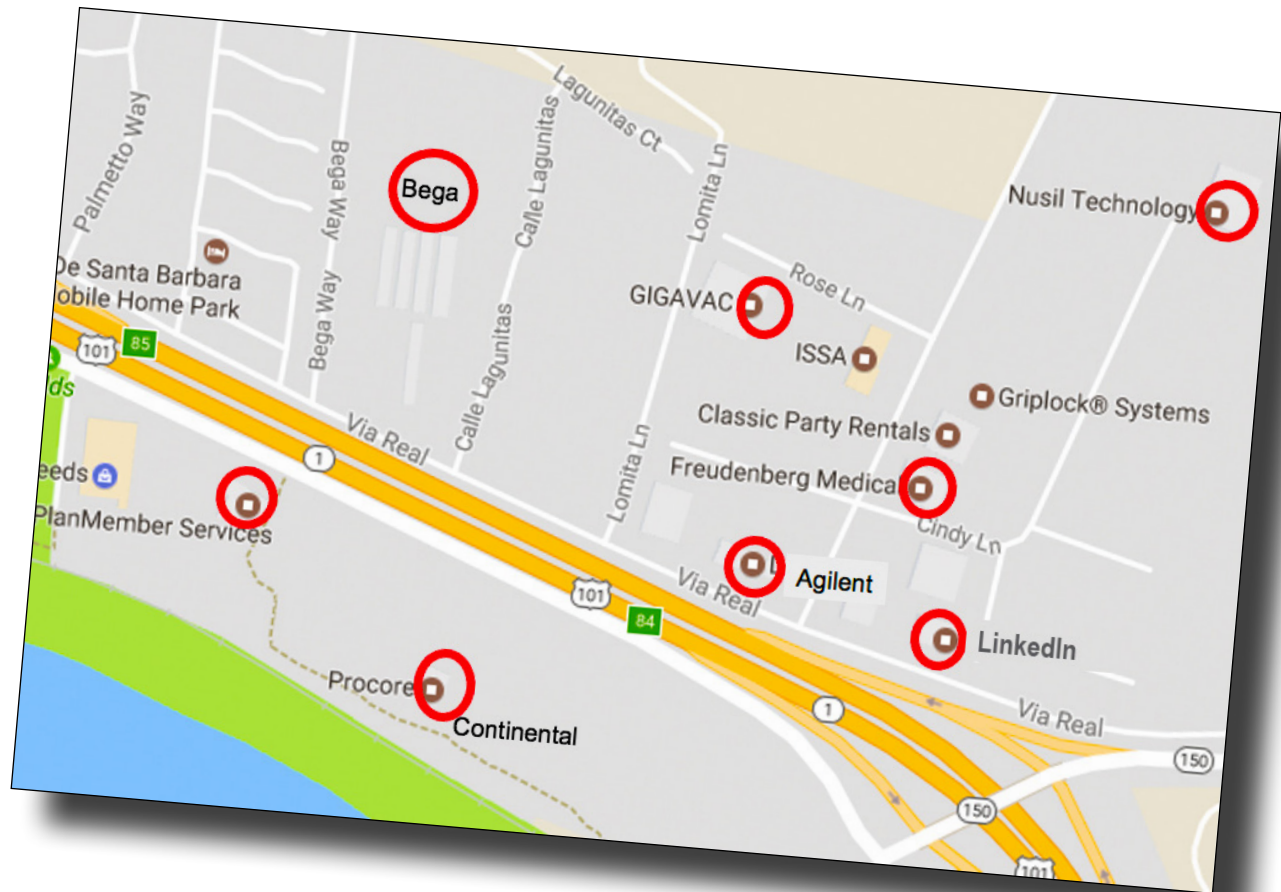 Palmetto Way
Bega Way
Bega
Calle Lagunitas
Lagunitas Ct
Lomita Ln
Nusil Technology
De Santa Barbara
obile Home Park
Bega Way
GIGAVAC
Rose Ln
101
85
ISSA
Griplock® Systems
ds
Via Real
Calle Lagunitas
Classic Party Rentals
1
Lomita Ln
Freudenberg Medica
eeds
PlanMember Services
Cindy Ln
Via Real
Agilent
101
84
LinkedIn
Procore
Continental
1
Via Real
150
150
101